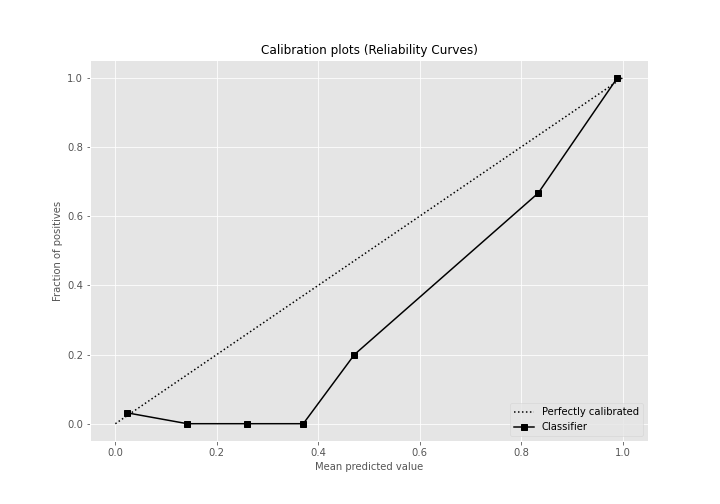 Calibration plots (Reliability Curves)
1.0
0.8
0.6
0.4
0.2
0.0
Fraction of positives
0.0 0.2 0.4 0.6 0.8 1.0
Mean predicted value
Perfectly calibrated
Classifier